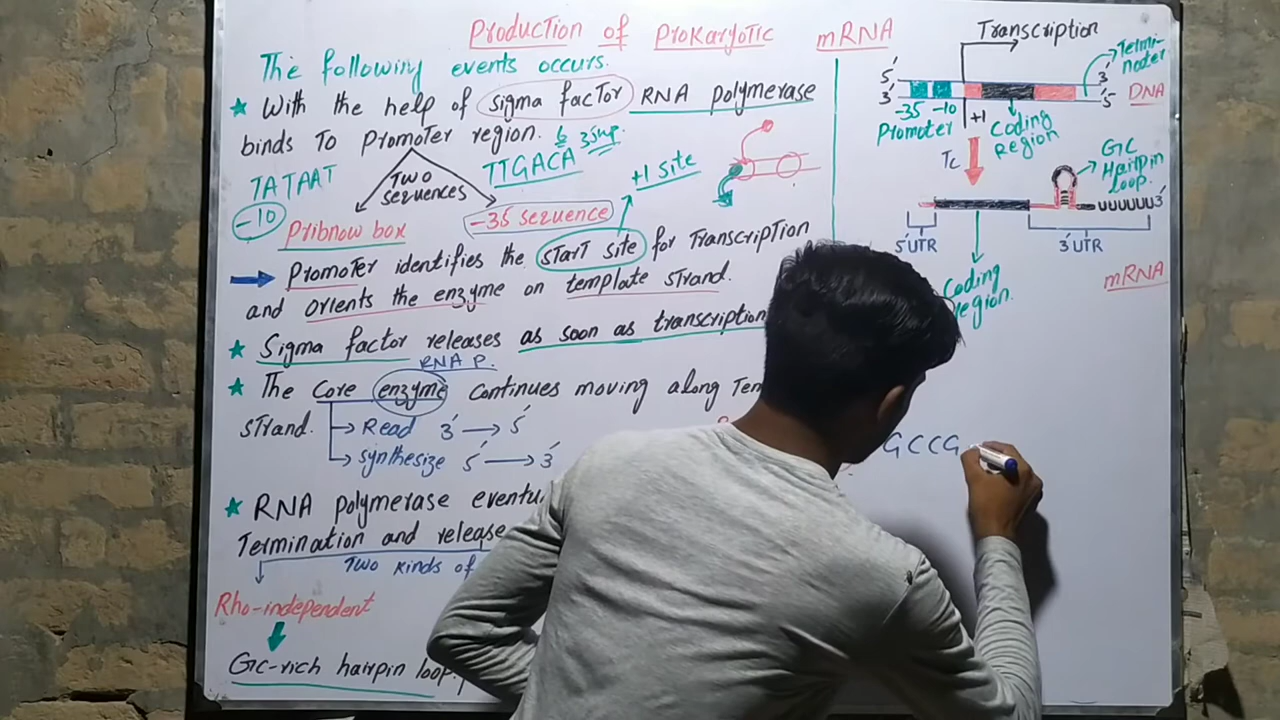 Production of Prokaryotic mRNA
The following events occurs.
★ With the help of sigma factor RNA polymerase
binds To Promoter region.
TWO
sequences
TATAAT
-10
Pribnow box
TTGACA
-35 sequence
+1 site
→ Promoter identifies the start site for Transcription
and orients the enzyme on template strand.
★ Sigma factor releases as soon as transcription
RNA P.
★ The core enzyme continues moving along
strand.
→ Read 3' → 5'
→ synthesize 5' → 3'
★ RNA polymerase
Termination and release
Two kinds of
Rho-independent
GC-rich hairpin loop.
Transcription
5' 3'
3' 5'
Termi-
nater
DNA
-35 -10 +1
Promoter
Coding
Region
Tc
GC
Hairpin
loop.
UUUUUU3'
5'UTR
3'UTR
mRNA
Coding
region.
GCCG